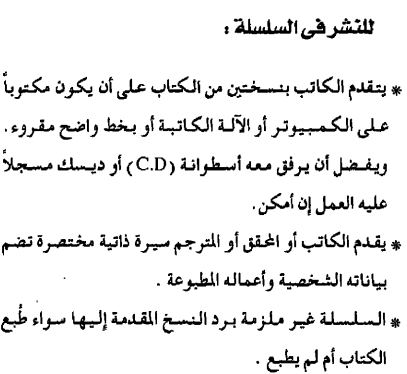 للنشر فى السلسلة :
* يتقدم الكاتب بنسختين من الكتاب على أن يكون مكتوباً
على الكمبيوتر أو الآلة الكاتبة أو بخط واضح مقروء.
ويفضل أن يرفق معه أسطوانة (C.D) أو ديسك مسجلاً
عليه العمل إن أمكن.
* يقدم الكاتب أو المحقق أو المترجم سيرة ذاتية مختصرة تضم
بياناته الشخصية وأعماله المطبوعة .
* السلسلة غير ملزمة برد النسخ المقدمة إليها سواء طُبع
الكتاب أم لم يطبع .